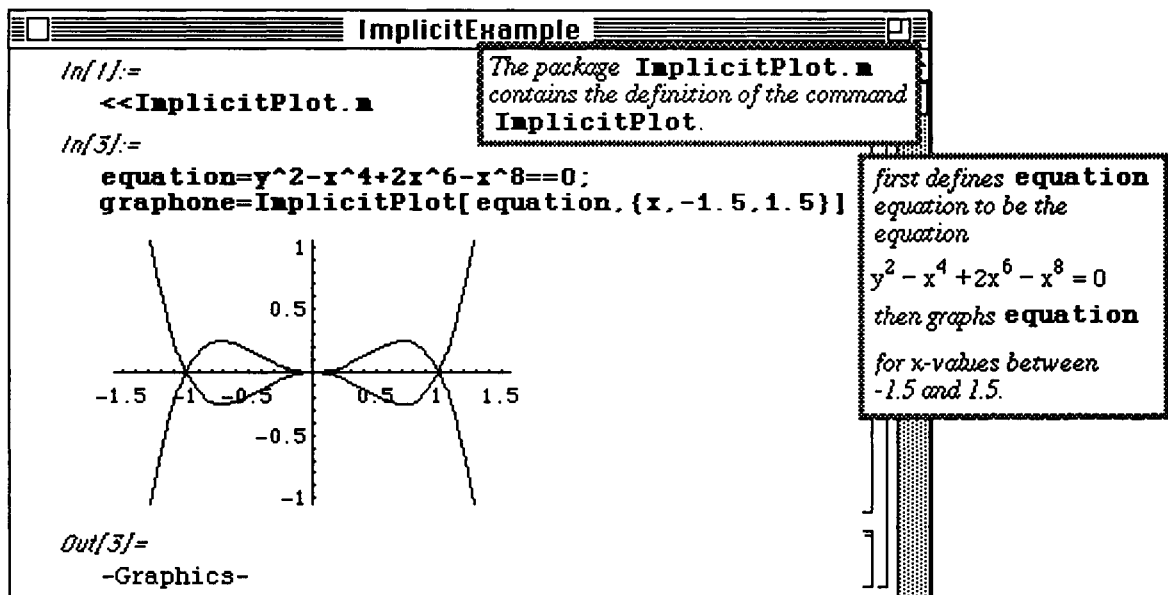 ImplicitExample
In[1]:=
<<ImplicitPlot.m
The package ImplicitPlot.m
contains the definition of the command
ImplicitPlot.
In[3]:=
equation=y^2-x^4+2x^6-x^8==0;
graphone=ImplicitPlot[equation,{x,-1.5,1.5}]
first defines equation
equation to be the
equation
y² − x⁴ +2x⁶ − x⁸ = 0
then graphs equation
for x-values between
-1.5 and 1.5.
1
0.5
-1.5 -1 -0.5 0.5 1 1.5
-0.5
-1
Out[3]=
-Graphics-